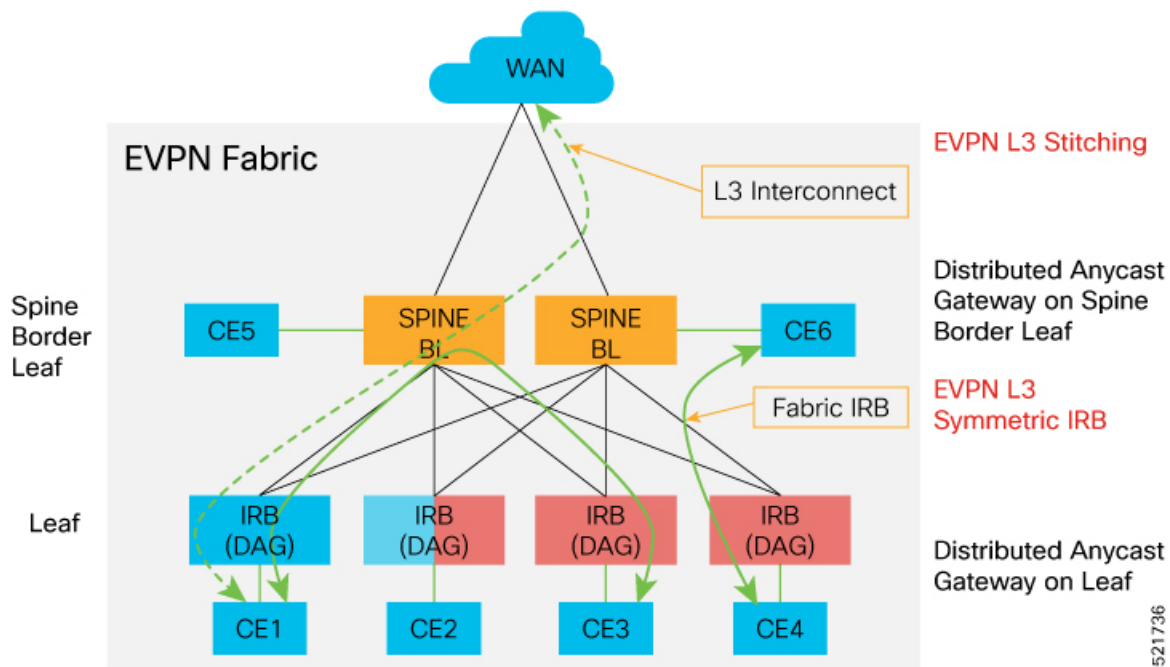 WAN
EVPN Fabric
EVPN L3 Stitching
L3 Interconnect
Spine
Border
Leaf
CE5
SPINE
BL
SPINE
BL
CE6
Distributed Anycast
Gateway on Spine
Border Leaf
Fabric IRB
EVPN L3
Symmetric IRB
Leaf
IRB
(DAG)
IRB
(DAG)
IRB
(DAG)
IRB
(DAG)
Distributed Anycast
Gateway on Leaf
CE1
CE2
CE3
CE4
521736